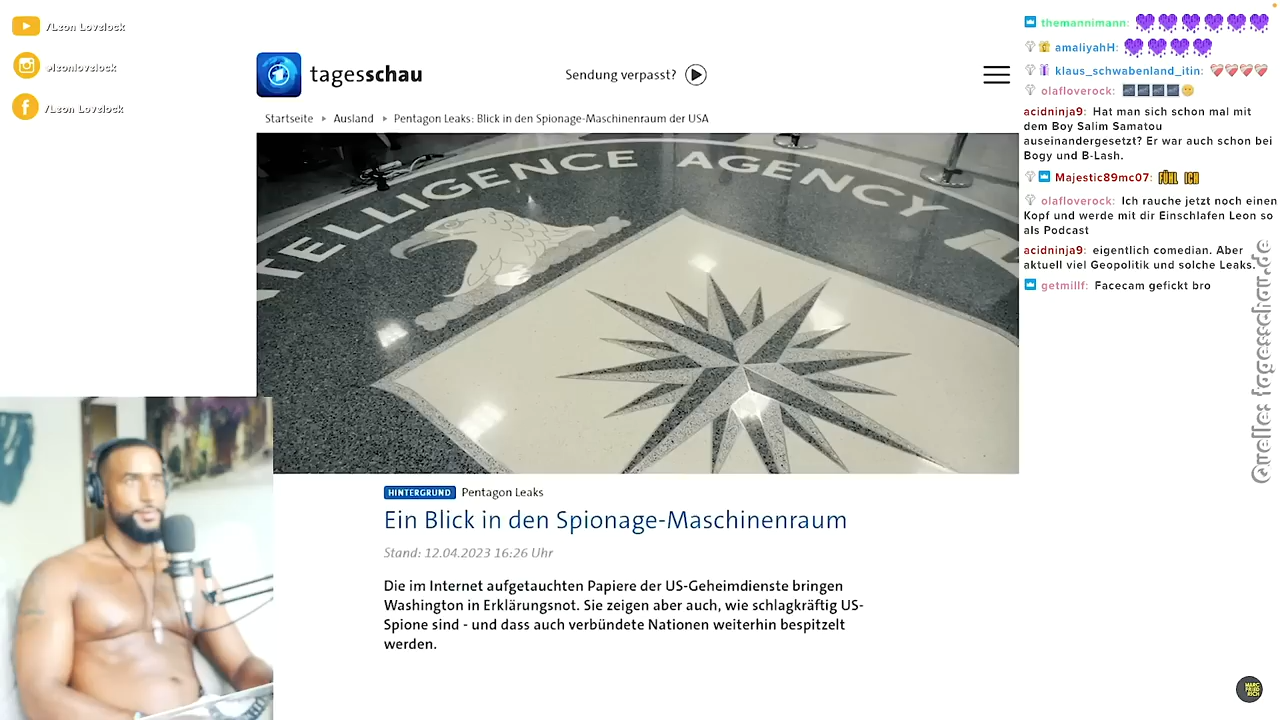 /Leon Lovelock
@leonlovelock
/Leon Lovelock
tagesschau
Sendung verpasst?
Startseite
Ausland
Pentagon Leaks: Blick in den Spionage-Maschinenraum der USA
TELLIGENCE AGENCY
HINTERGRUND Pentagon Leaks
Ein Blick in den Spionage-Maschinenraum
Stand: 12.04.2023 16:26 Uhr
Die im Internet aufgetauchten Papiere der US-Geheimdienste bringen
Washington in Erklärungsnot. Sie zeigen aber auch, wie schlagkräftig US-
Spione sind - und dass auch verbündete Nationen weiterhin bespitzelt
werden.
themannimann:
amaliyahH:
klaus_schwabenland_itin:
olafloverock:
acidninja9: Hat man sich schon mal mit
dem Boy Salim Samatou
auseinandergesetzt? Er war auch schon bei
Bogy und B-Lash.
Majestic89mc07: FÜHL ICH
olafloverock: Ich rauche jetzt noch einen
Kopf und werde mit dir Einschlafen Leon so
als Podcast
acidninja9: eigentlich comedian. Aber
aktuell viel Geopolitik und solche Leaks.
getmillf: Facecam gefickt bro
Quelle: tagesschau.de
MARC
FRIED
RICH